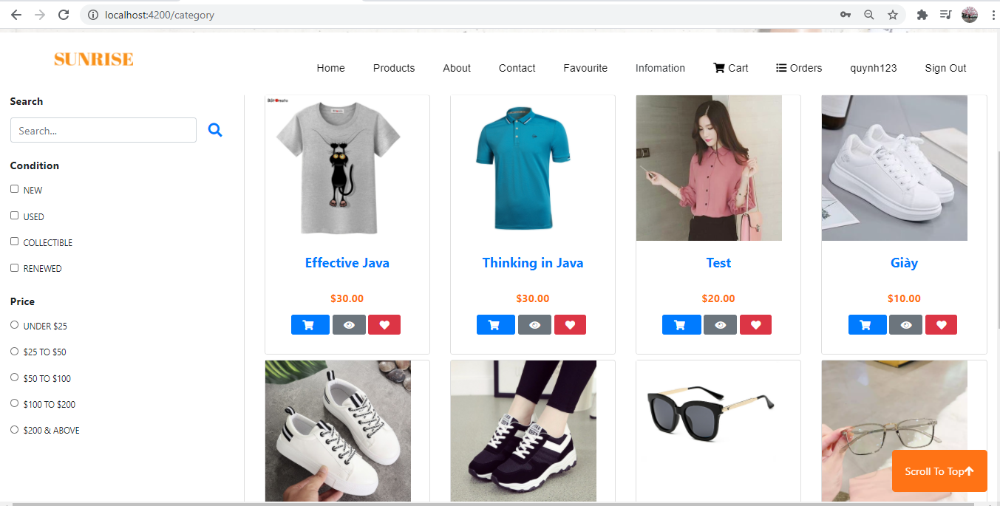 localhost:4200/category
SUNRISE
Home
Products
About
Contact
Favourite
Infomation
Cart
Orders
quynh123
Sign Out
Search
Search...
Condition
NEW
USED
COLLECTIBLE
RENEWED
Price
UNDER $25
$25 TO $50
$50 TO $100
$100 TO $200
$200 & ABOVE
Effective Java
$30.00
Thinking in Java
$30.00
Test
$20.00
Giày
$10.00
Scroll To Top